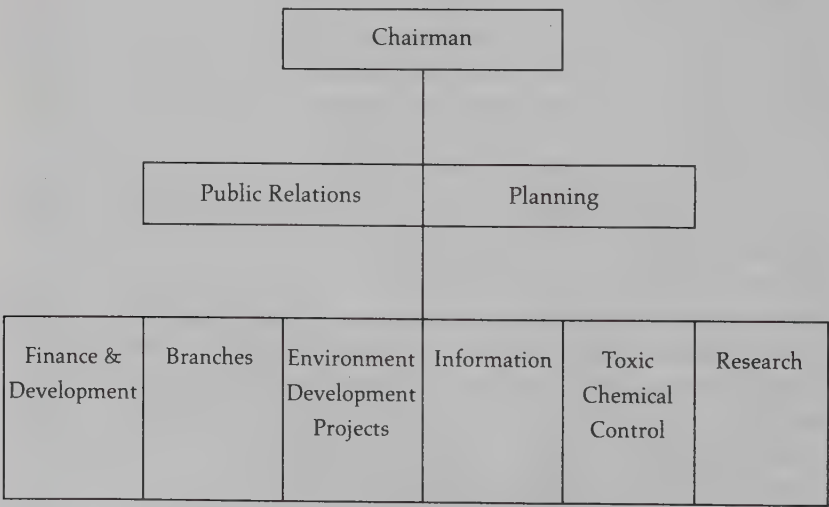 Chairman
Public Relations
Planning
Finance &
Development
Branches
Environment
Development
Projects
Information
Toxic
Chemical
Control
Research